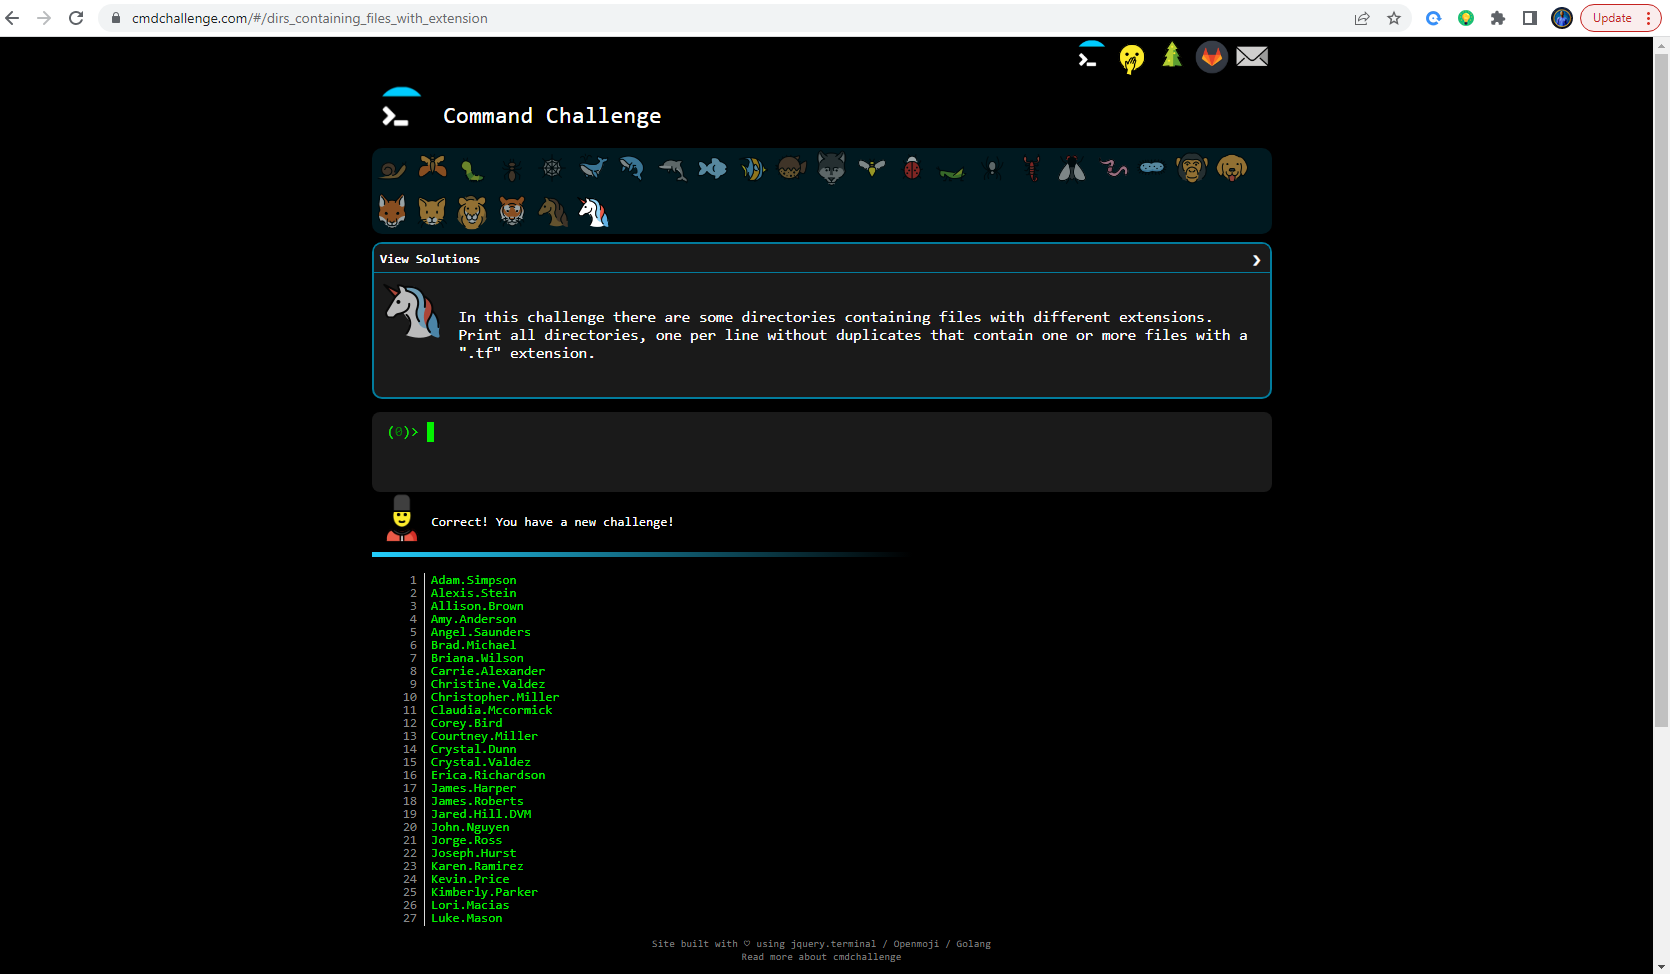 cmdchallenge.com/#/dirs_containing_files_with_extension
Update
Command Challenge
View Solutions
In this challenge there are some directories containing files with different extensions.
Print all directories, one per line without duplicates that contain one or more files with a
".tf" extension.
(0)>
Correct! You have a new challenge!
1 Adam.Simpson
2 Alexis.Stein
3 Allison.Brown
4 Amy.Anderson
5 Angel.Saunders
6 Brad.Michael
7 Briana.Wilson
8 Carrie.Alexander
9 Christine.Valdez
10 Christopher.Miller
11 Claudia.Mccormick
12 Corey.Bird
13 Courtney.Miller
14 Crystal.Dunn
15 Crystal.Valdez
16 Erica.Richardson
17 James.Harper
18 James.Roberts
19 Jared.Hill.DVM
20 John.Nguyen
21 Jorge.Ross
22 Joseph.Hurst
23 Karen.Ramirez
24 Kevin.Price
25 Kimberly.Parker
26 Lori.Macias
27 Luke.Mason
Site built with ♡ using jquery.terminal / Openmoji / Golang
Read more about cmdchallenge